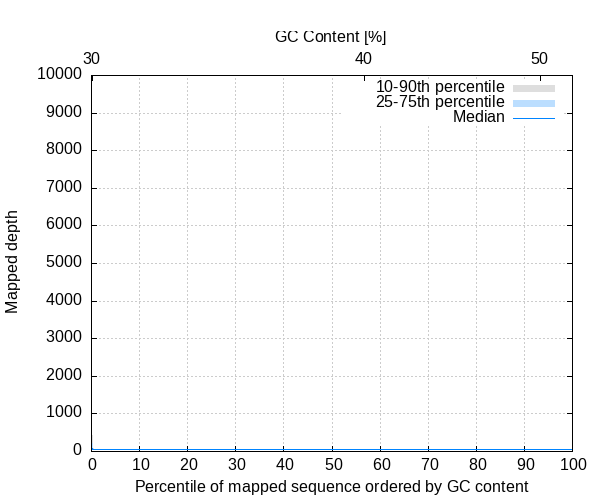 GC Content [%]
30 40 50
10000
9000
8000
7000
6000
5000
4000
3000
2000
1000
0
10-90th percentile
25-75th percentile
Median
Mapped depth
0 10 20 30 40 50 60 70 80 90 100
Percentile of mapped sequence ordered by GC content